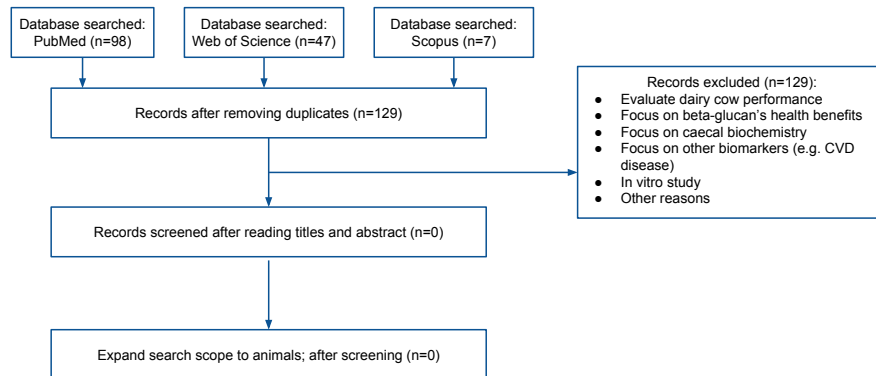 Database searched:
PubMed (n=98)
Database searched:
Web of Science (n=47)
Database searched:
Scopus (n=7)
Records after removing duplicates (n=129)
Records excluded (n=129):
● Evaluate dairy cow performance
● Focus on beta-glucan's health benefits
● Focus on caecal biochemistry
● Focus on other biomarkers (e.g. CVD
disease)
● In vitro study
● Other reasons
Records screened after reading titles and abstract (n=0)
Expand search scope to animals; after screening (n=0)